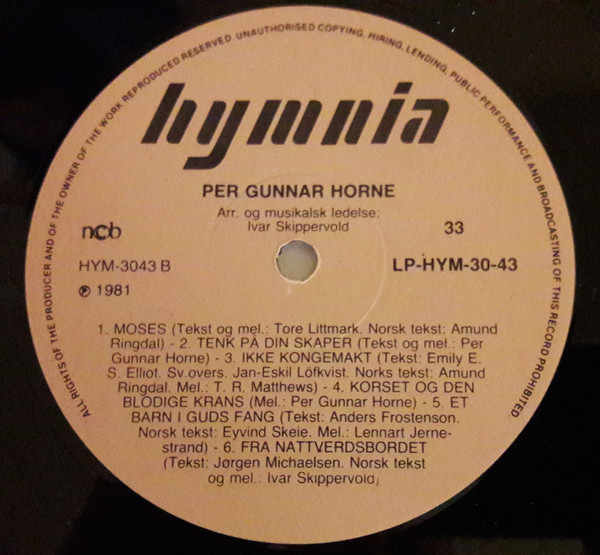 ALL RIGHTS OF THE PRODUCER AND OF THE OWNER OF THE WORK REPRODUCED RESERVED. UNAUTHORISED COPYING, HIRING, LENDING, PUBLIC PERFORMANCE AND BROADCASTING OF THIS RECORD PROHIBITED.
hymnia
PER GUNNAR HORNE
Arr. og musikalsk ledelse:
Ivar Skippervold
33
ncb
HYM-3043 B
LP-HYM-30-43
℗ 1981
1. MOSES (Tekst og mel.: Tore Littmark. Norsk tekst: Amund
Ringdal) - 2. TENK PÅ DIN SKAPER (Tekst og mel.: Per
Gunnar Horne) - 3. IKKE KONGEMAKT (Tekst: Emily E.
S. Elliot. Sv.overs. Jan-Eskil Löfkvist. Norks tekst: Amund
Ringdal. Mel.: T. R. Matthews) - 4. KORSET OG DEN
BLODIGE KRANS (Mel.: Per Gunnar Horne) - 5. ET
BARN I GUDS FANG (Tekst: Anders Frostenson.
Norsk tekst: Eyvind Skeie. Mel.: Lennart Jerne-
strand) - 6. FRA NATTVERDSBORDET
(Tekst: Jørgen Michaelsen. Norsk tekst
og mel.: Ivar Skippervold)